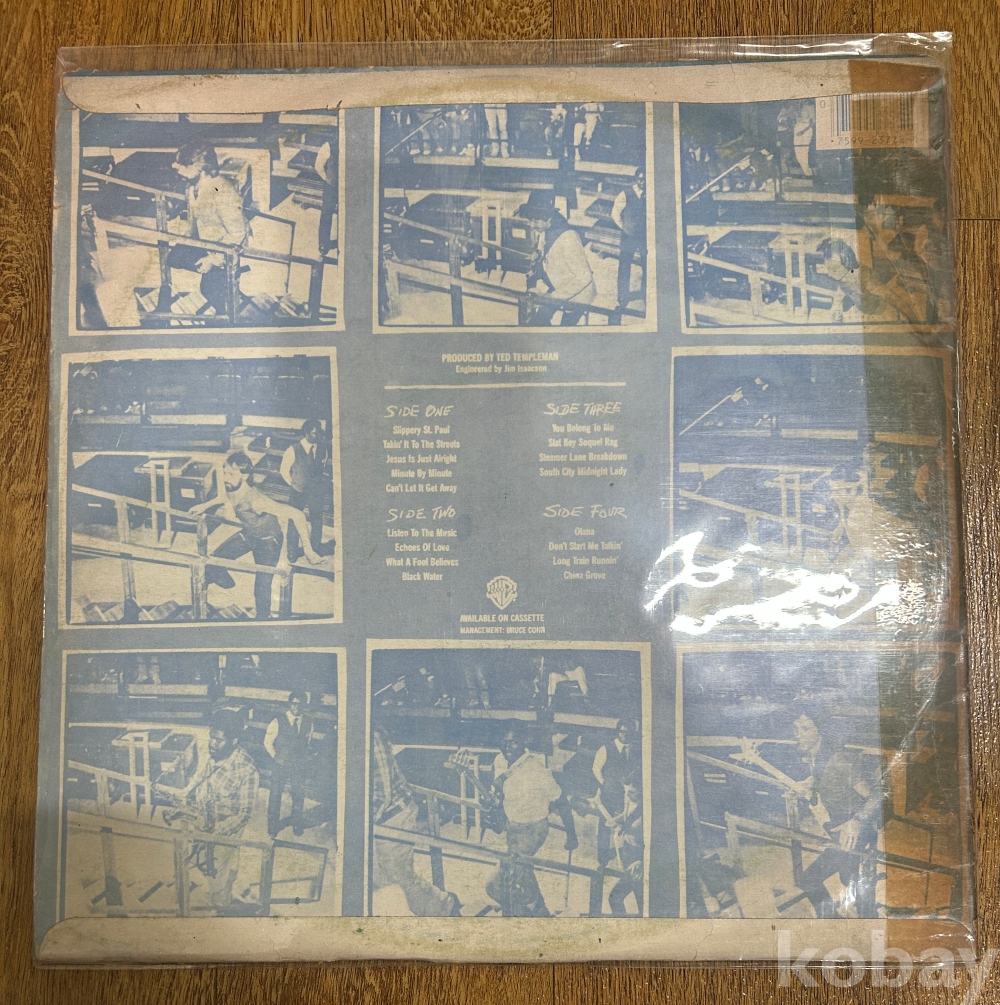 PRODUCED BY TED TEMPLEMAN
Engineered by Jim Isaacson
SIDE ONE
Slippery St. Paul
Takin' It To The Streets
Jesus Is Just Alright
Minute By Minute
Can't Let It Get Away
SIDE TWO
Listen To The Music
Echoes Of Love
What A Fool Believes
Black Water
SIDE THREE
You Belong To Me
Slat Key Soquel Rag
Steamer Lane Breakdown
South City Midnight Lady
SIDE FOUR
Olana
Don't Start Me Talkin'
Long Train Runnin'
China Grove
AVAILABLE ON CASSETTE
MANAGEMENT: BRUCE COHN
kobay